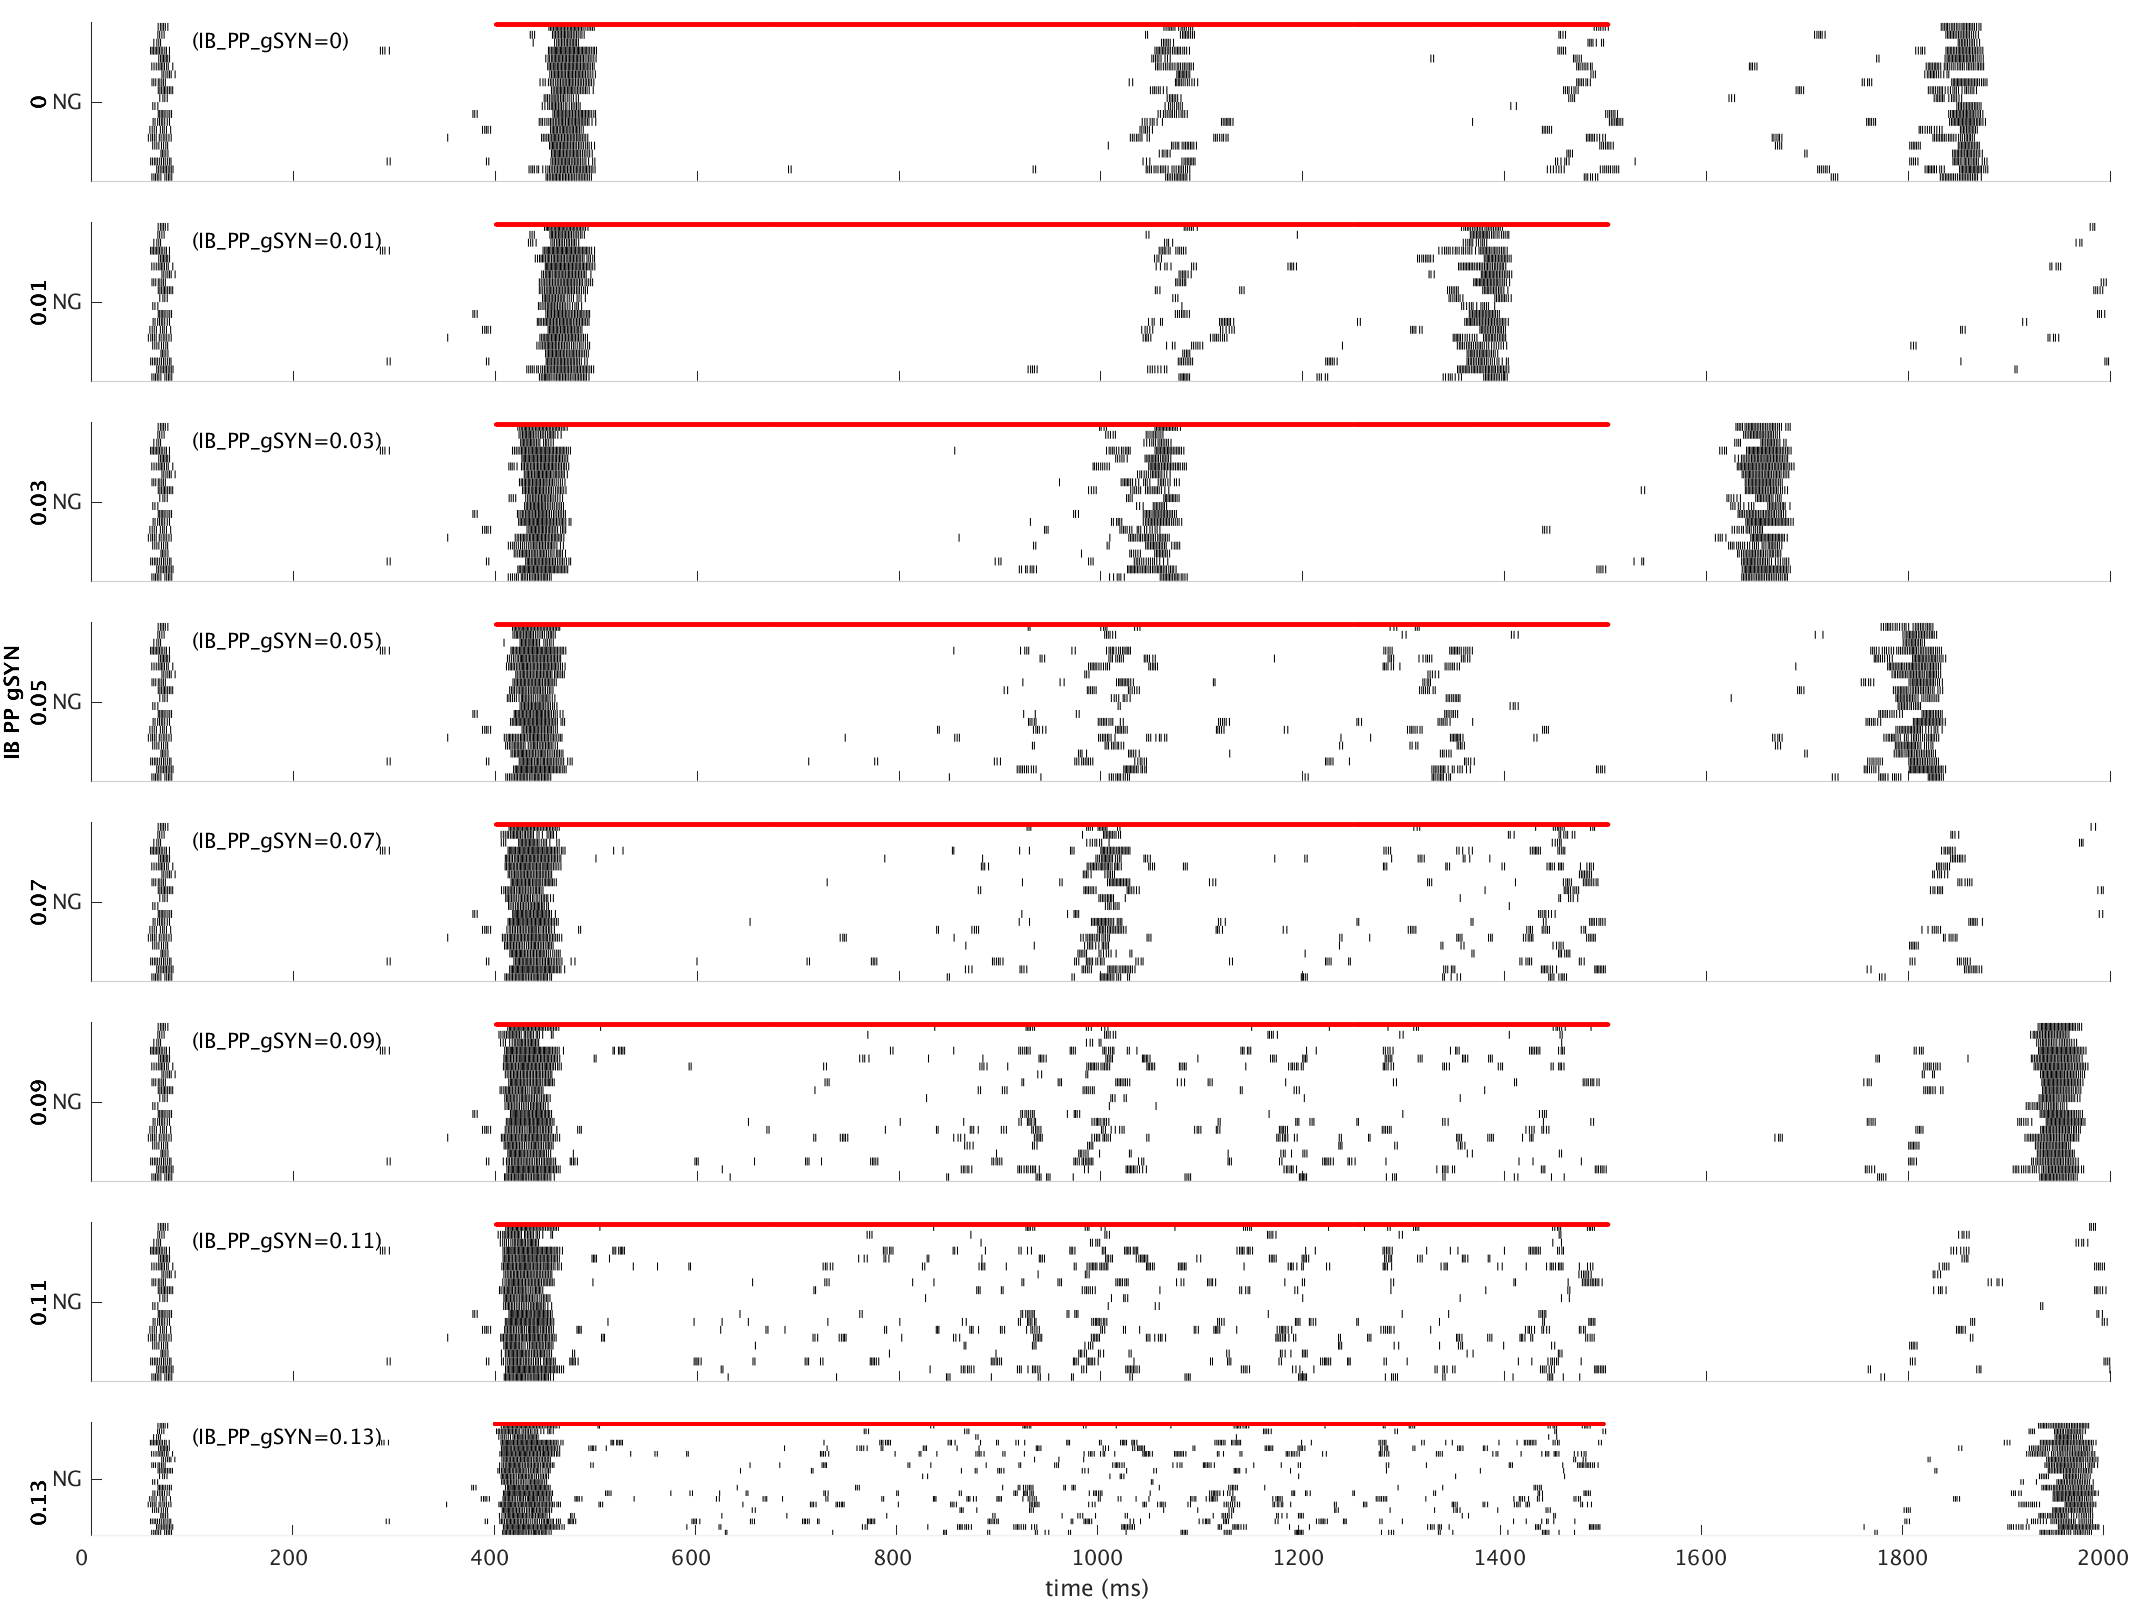 IB PP gSYN
(IB_PP_gSYN=0)
0 NG
(IB_PP_gSYN=0.01)
0.01 NG
(IB_PP_gSYN=0.03)
0.03 NG
(IB_PP_gSYN=0.05)
0.05 NG
(IB_PP_gSYN=0.07)
0.07 NG
(IB_PP_gSYN=0.09)
0.09 NG
(IB_PP_gSYN=0.11)
0.11 NG
(IB_PP_gSYN=0.13)
0.13 NG
0 200 400 600 800 1000 1200 1400 1600 1800 2000
time (ms)